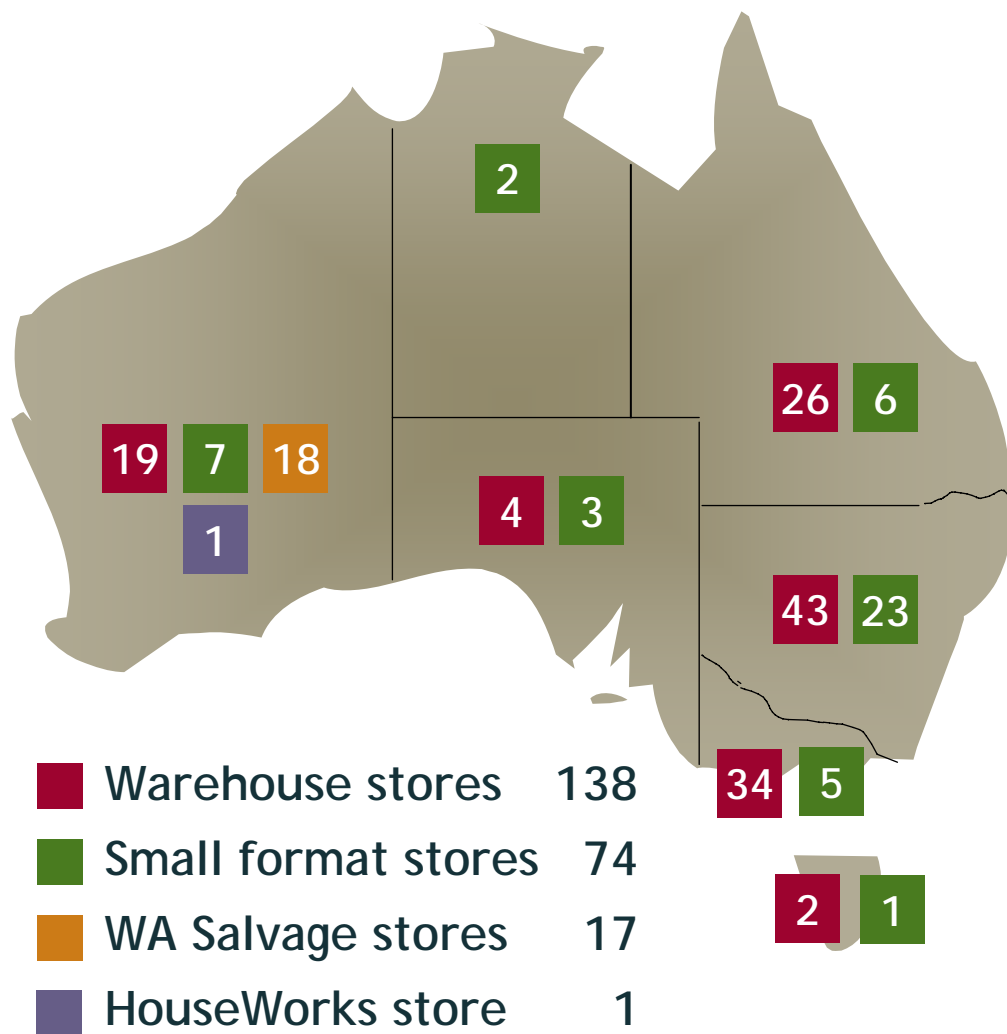 2
26 6
19 7 18
4 3
1
43 23
34 5
Warehouse stores 138
Small format stores 74
2 1
WA Salvage stores 17
HouseWorks store 1